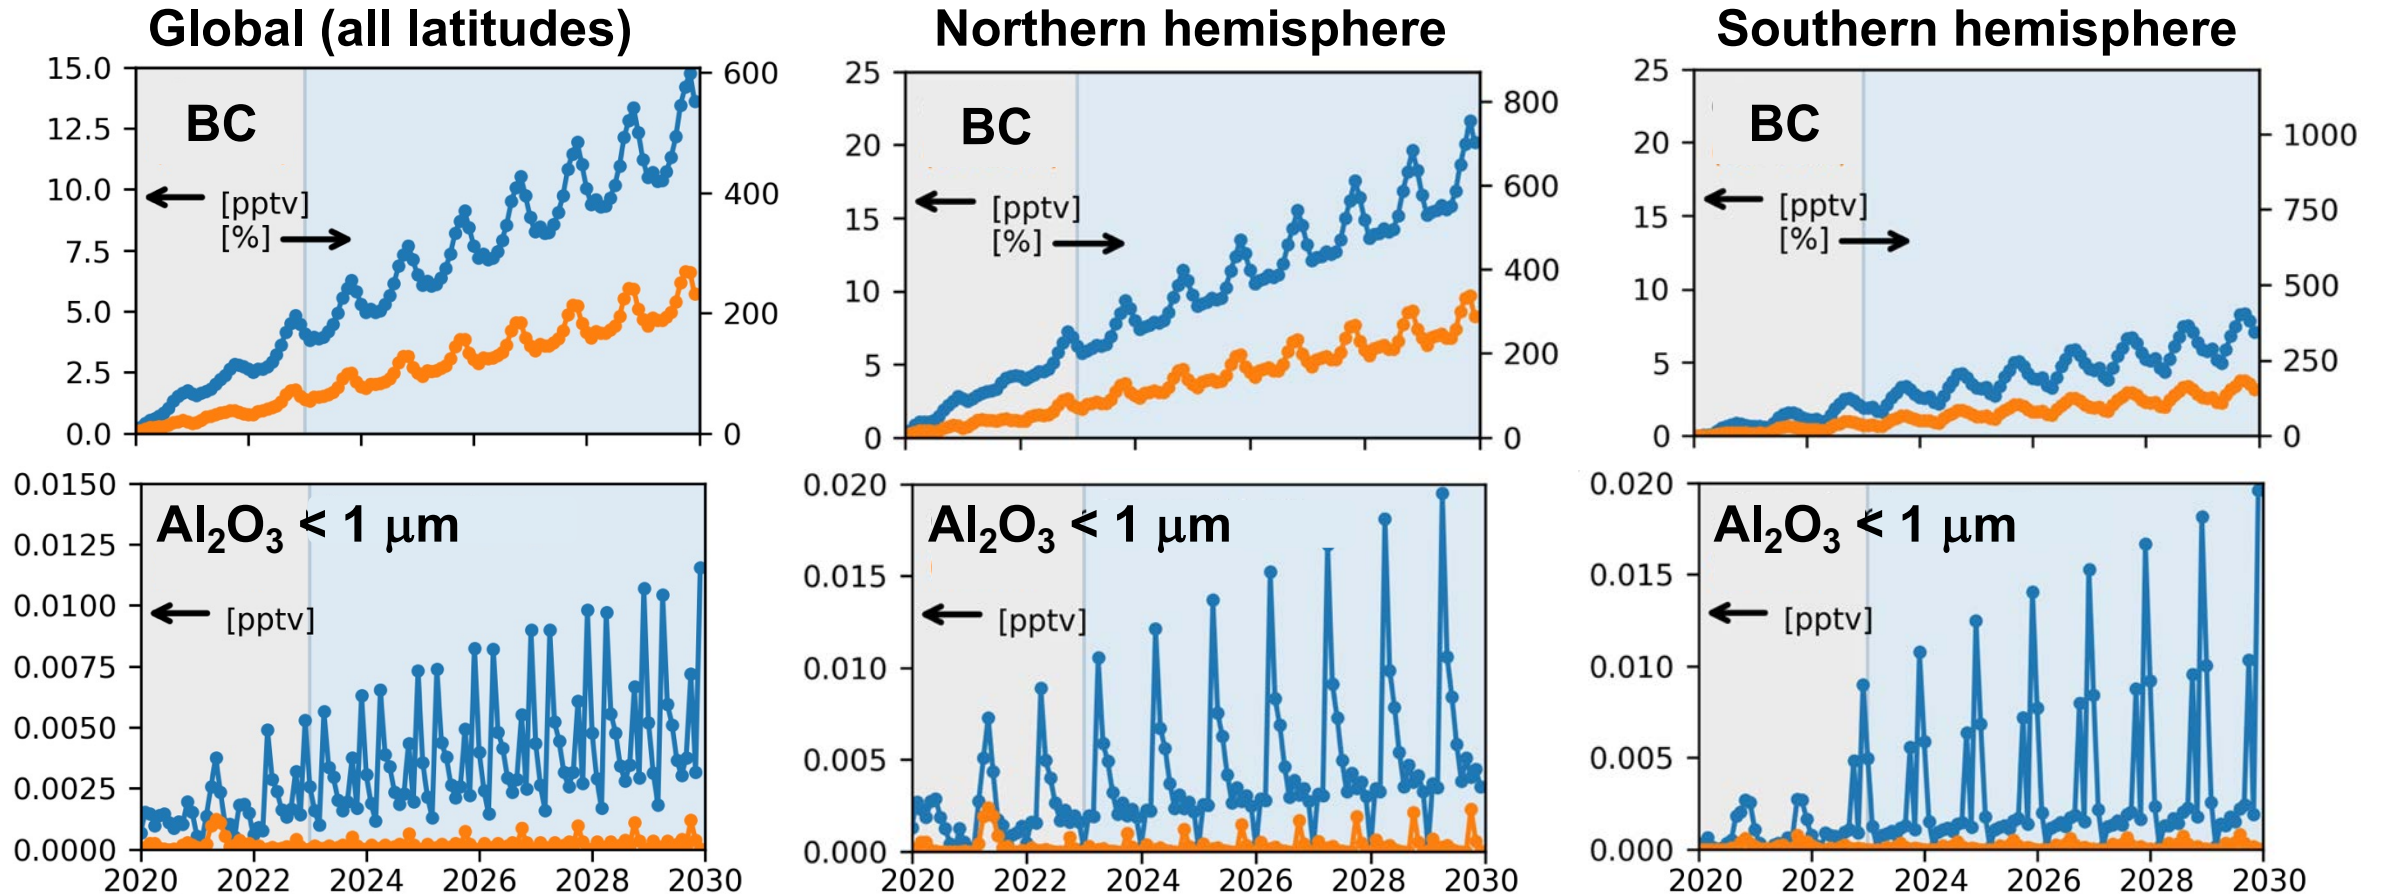 Global (all latitudes)
Northern hemisphere
Southern hemisphere
15.0
12.5
10.0
7.5
5.0
2.5
0.0
BC
[pptv]
[%]
600
400
200
0
25
20
15
10
5
0
BC
[pptv]
[%]
800
600
400
200
0
25
20
15
10
5
0
BC
[pptv]
[%]
1000
750
500
250
0
0.0150
0.0125
0.0100
0.0075
0.0050
0.0025
0.0000
Al₂O₃ < 1 μm
[pptv]
2020 2022 2024 2026 2028 2030
0.020
0.015
0.010
0.005
0.000
Al₂O₃ < 1 μm
[pptv]
2020 2022 2024 2026 2028 2030
0.020
0.015
0.010
0.005
0.000
Al₂O₃ < 1 μm
[pptv]
2020 2022 2024 2026 2028 2030